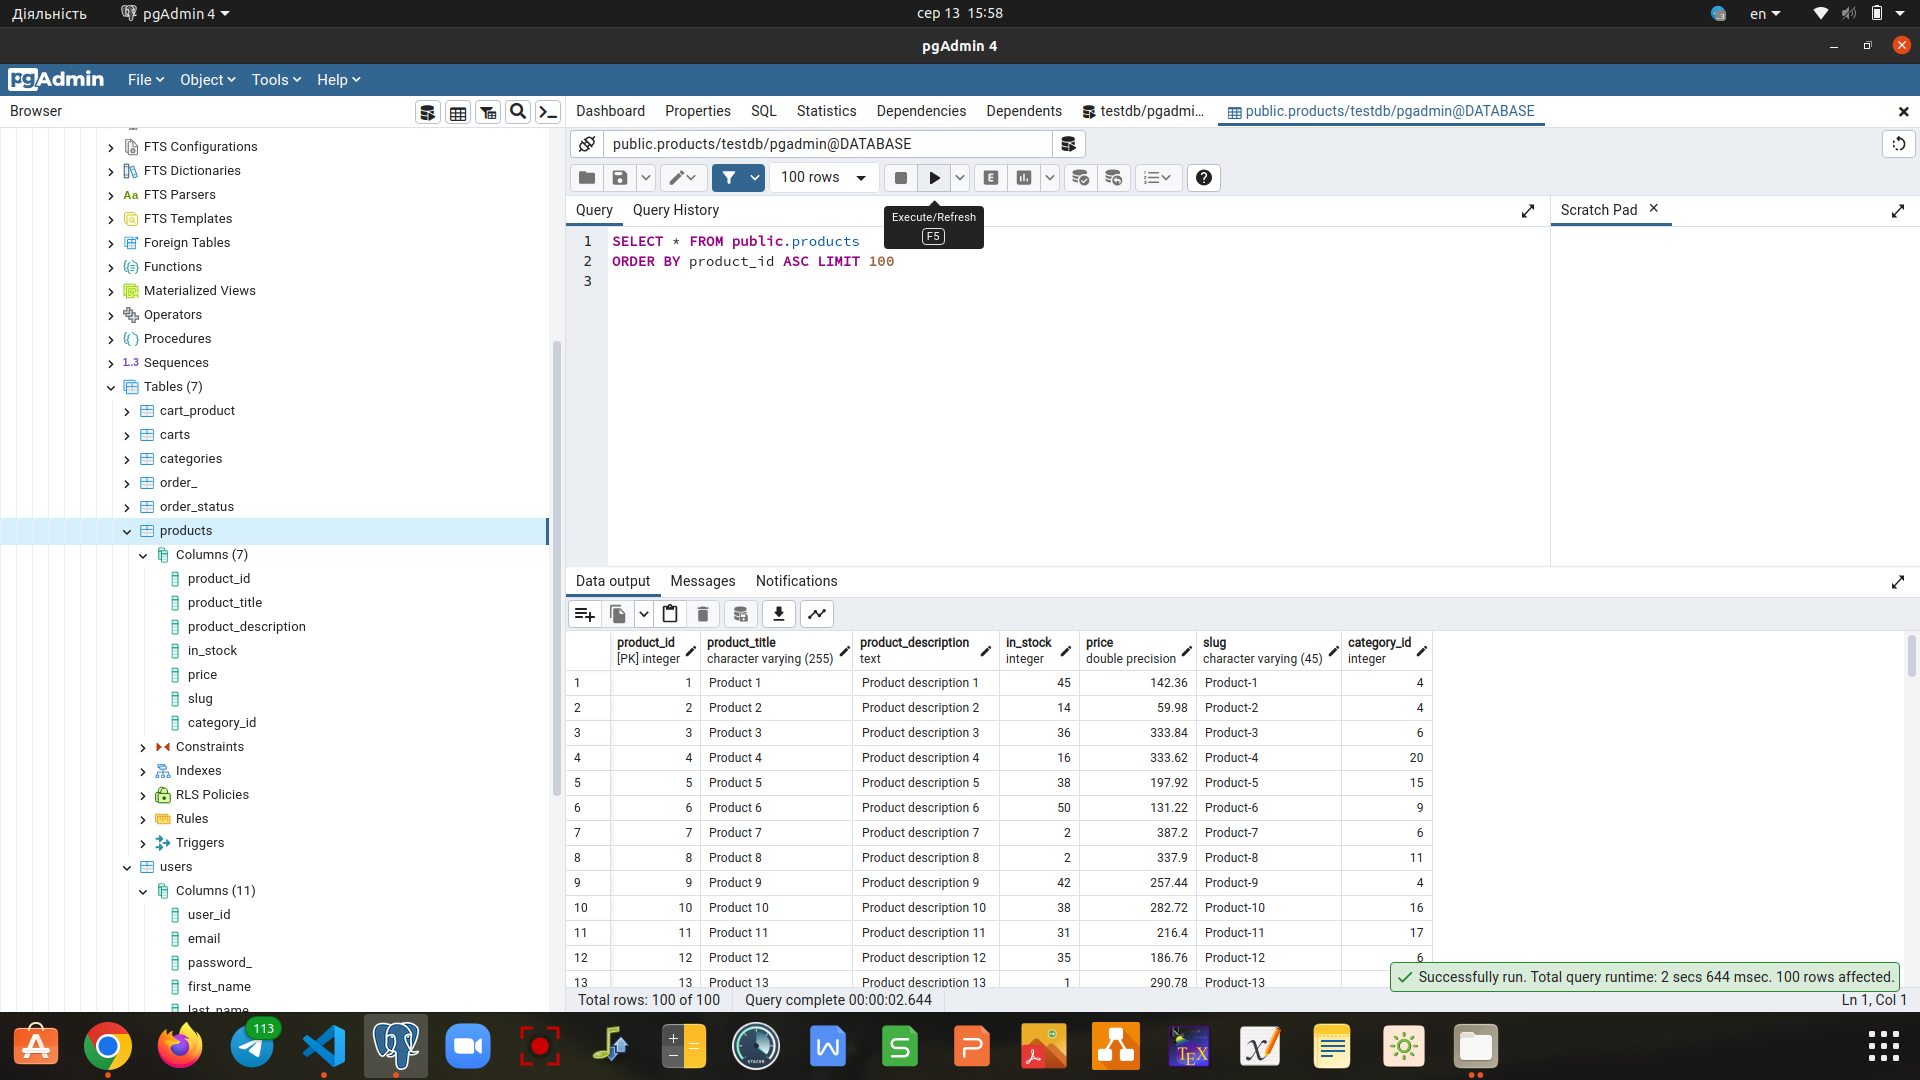 Діяльність pgAdmin 4 сер 13 15:58 en
pgAdmin 4
pgAdmin File Object Tools Help
Browser
Dashboard Properties SQL Statistics Dependencies Dependents testdb/pgadmi... public.products/testdb/pgadmin@DATABASE
public.products/testdb/pgadmin@DATABASE
100 rows
Query Query History
Execute/Refresh
F5
Scratch Pad
1 SELECT * FROM public.products
2 ORDER BY product_id ASC LIMIT 100
3
FTS Configurations
FTS Dictionaries
Aa FTS Parsers
FTS Templates
Foreign Tables
Functions
Materialized Views
Operators
Procedures
1..3 Sequences
Tables (7)
cart_product
carts
categories
order_
order_status
products
Columns (7)
product_id
product_title
product_description
in_stock
price
slug
category_id
Constraints
Indexes
RLS Policies
Rules
Triggers
users
Columns (11)
user_id
email
password_
first_name
last_name
Data output Messages Notifications
product_id product_title product_description in_stock price slug category_id
[PK] integer character varying (255) text integer double precision character varying (45) integer
1 1 Product 1 Product description 1 45 142.36 Product-1 4
2 2 Product 2 Product description 2 14 59.98 Product-2 4
3 3 Product 3 Product description 3 36 333.84 Product-3 6
4 4 Product 4 Product description 4 16 333.62 Product-4 20
5 5 Product 5 Product description 5 38 197.92 Product-5 15
6 6 Product 6 Product description 6 50 131.22 Product-6 9
7 7 Product 7 Product description 7 2 387.2 Product-7 6
8 8 Product 8 Product description 8 2 337.9 Product-8 11
9 9 Product 9 Product description 9 42 257.44 Product-9 4
10 10 Product 10 Product description 10 38 282.72 Product-10 16
11 11 Product 11 Product description 11 31 216.4 Product-11 17
12 12 Product 12 Product description 12 35 186.76 Product-12 6
13 13 Product 13 Product description 13 1 290.78 Product-13
Successfully run. Total query runtime: 2 secs 644 msec. 100 rows affected.
Total rows: 100 of 100 Query complete 00:00:02.644 Ln 1, Col 1
113